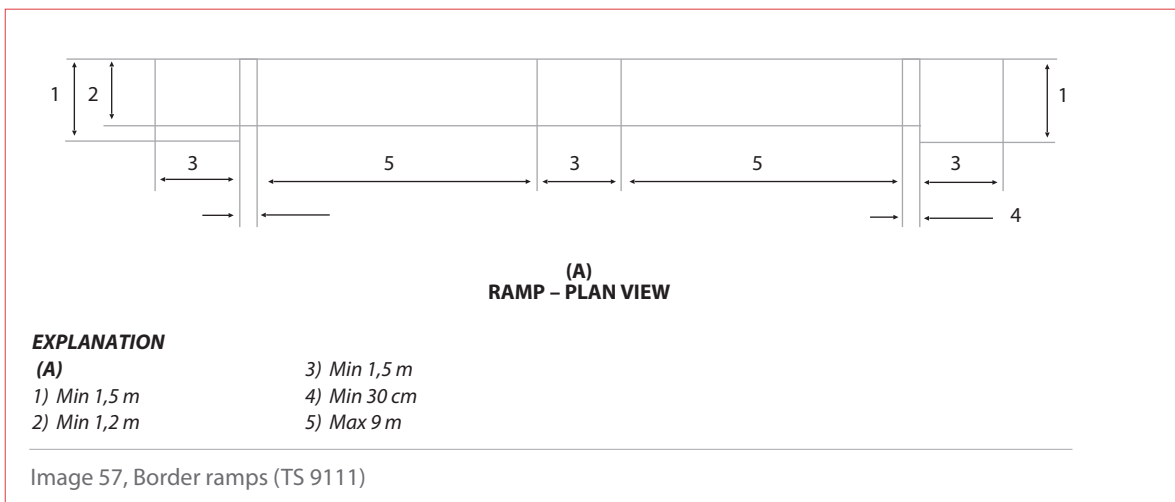 1 2 1
3 5 3 5 3
4
(A)
RAMP – PLAN VIEW
EXPLANATION
(A)
1) Min 1,5 m
2) Min 1,2 m
3) Min 1,5 m
4) Min 30 cm
5) Max 9 m
Image 57, Border ramps (TS 9111)